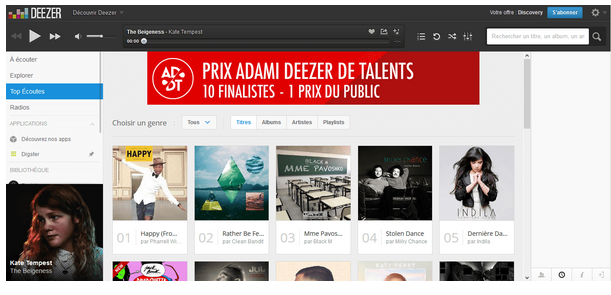 DEEZER
Découvrir Deezer
Votre offre : Discovery
S'abonner
The Beigeness - Kate Tempest
00:00
Rechercher un titre, un album, un ar
À écouter
Explorer
Top Écoutes
Radios
APPLICATIONS
Découvrez nos apps
Digster
BIBLIOTHÈQUE
Kate Tempest
The Beigeness
PRIX ADAMI DEEZER DE TALENTS
10 FINALISTES - 1 PRIX DU PUBLIC
Choisir un genre
Tous
Titres
Albums
Artistes
Playlists
HAPPY
BLACK M
MME PAVOSHKO
MILKY CHANCE
INDILA
01 Happy (Fro...
par Pharrell Wi...
02 Rather Be Fe...
par Clean Bandit
03 Mme Pavos...
par Black M
04 Stolen Dance
par Milky Chance
05 Dernière Da...
par Indila
JUL